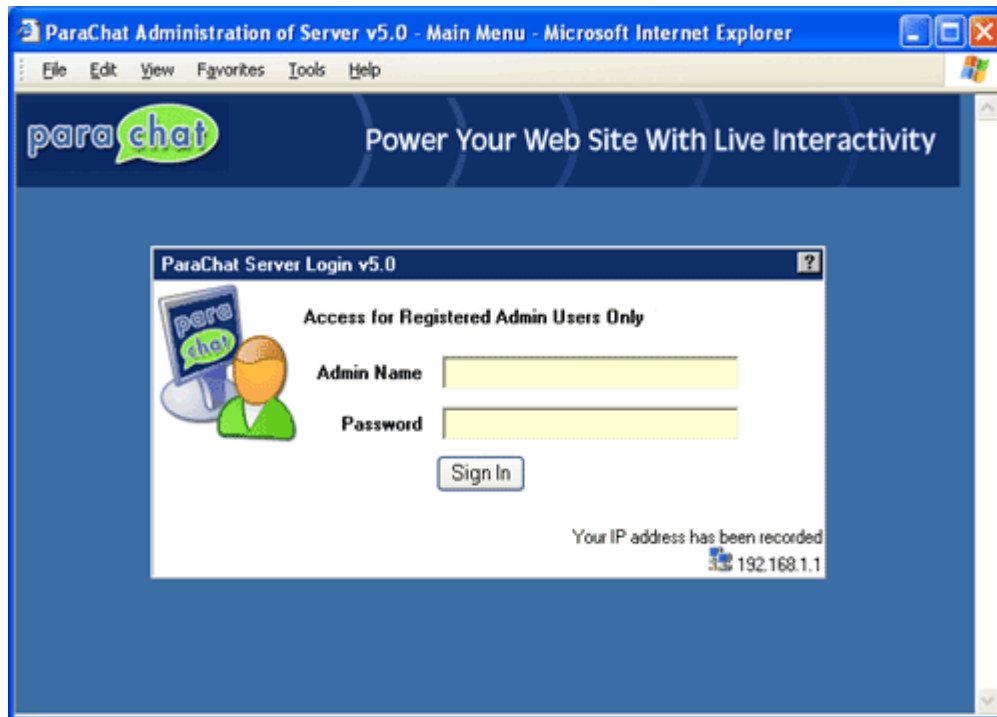 ParaChat Administration of Server v5.0 - Main Menu - Microsoft Internet Explorer
File Edit View Favorites Tools Help
para chat
Power Your Web Site With Live Interactivity
ParaChat Server Login v5.0 ?
para
chat
Access for Registered Admin Users Only
Admin Name
Password
Sign In
Your IP address has been recorded
192.168.1.1